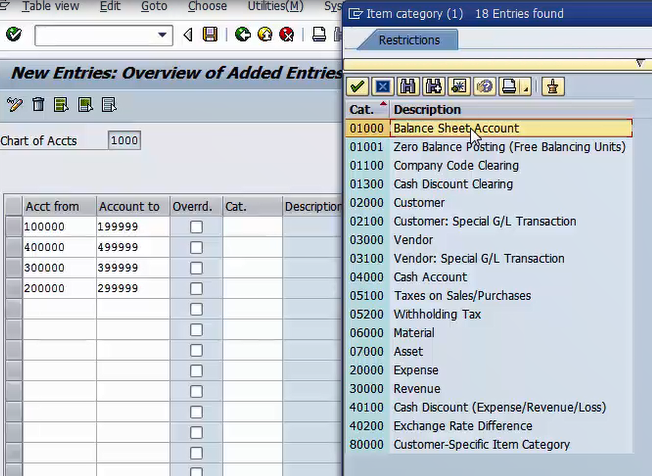 Table view Edit Goto Choose Utilities(M)
New Entries: Overview of Added Entries
Chart of Accts 1000
Acct from Account to Overrd. Cat. Description
100000 199999
400000 499999
300000 399999
200000 299999
Item category (1) 18 Entries found
Restrictions
Cat. Description
01000 Balance Sheet Account
01001 Zero Balance Posting (Free Balancing Units)
01100 Company Code Clearing
01300 Cash Discount Clearing
02000 Customer
02100 Customer: Special G/L Transaction
03000 Vendor
03100 Vendor: Special G/L Transaction
04000 Cash Account
05100 Taxes on Sales/Purchases
05200 Withholding Tax
06000 Material
07000 Asset
20000 Expense
30000 Revenue
40100 Cash Discount (Expense/Revenue/Loss)
40200 Exchange Rate Difference
80000 Customer-Specific Item Category